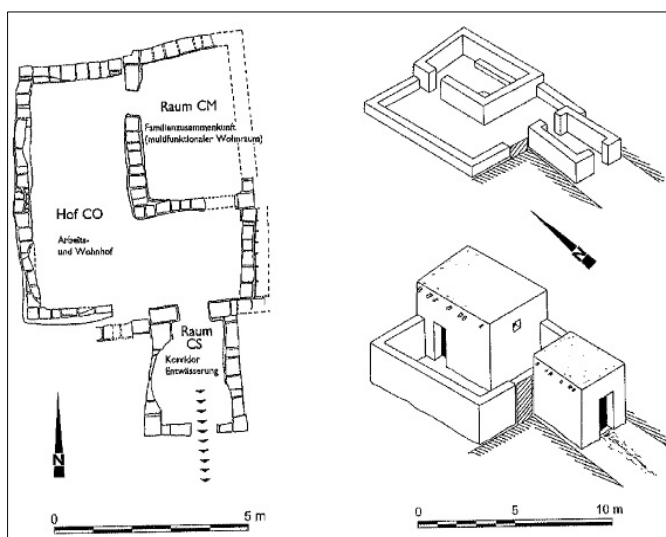 Raum CM
Familienzusammenkunft
(multifunktionaler Wohnraum)
Hof CO
Arbeits-
und Wohnhof
Raum
CS
Korridor
Entwässerung
N
0
5 m
N
0
5
10 m